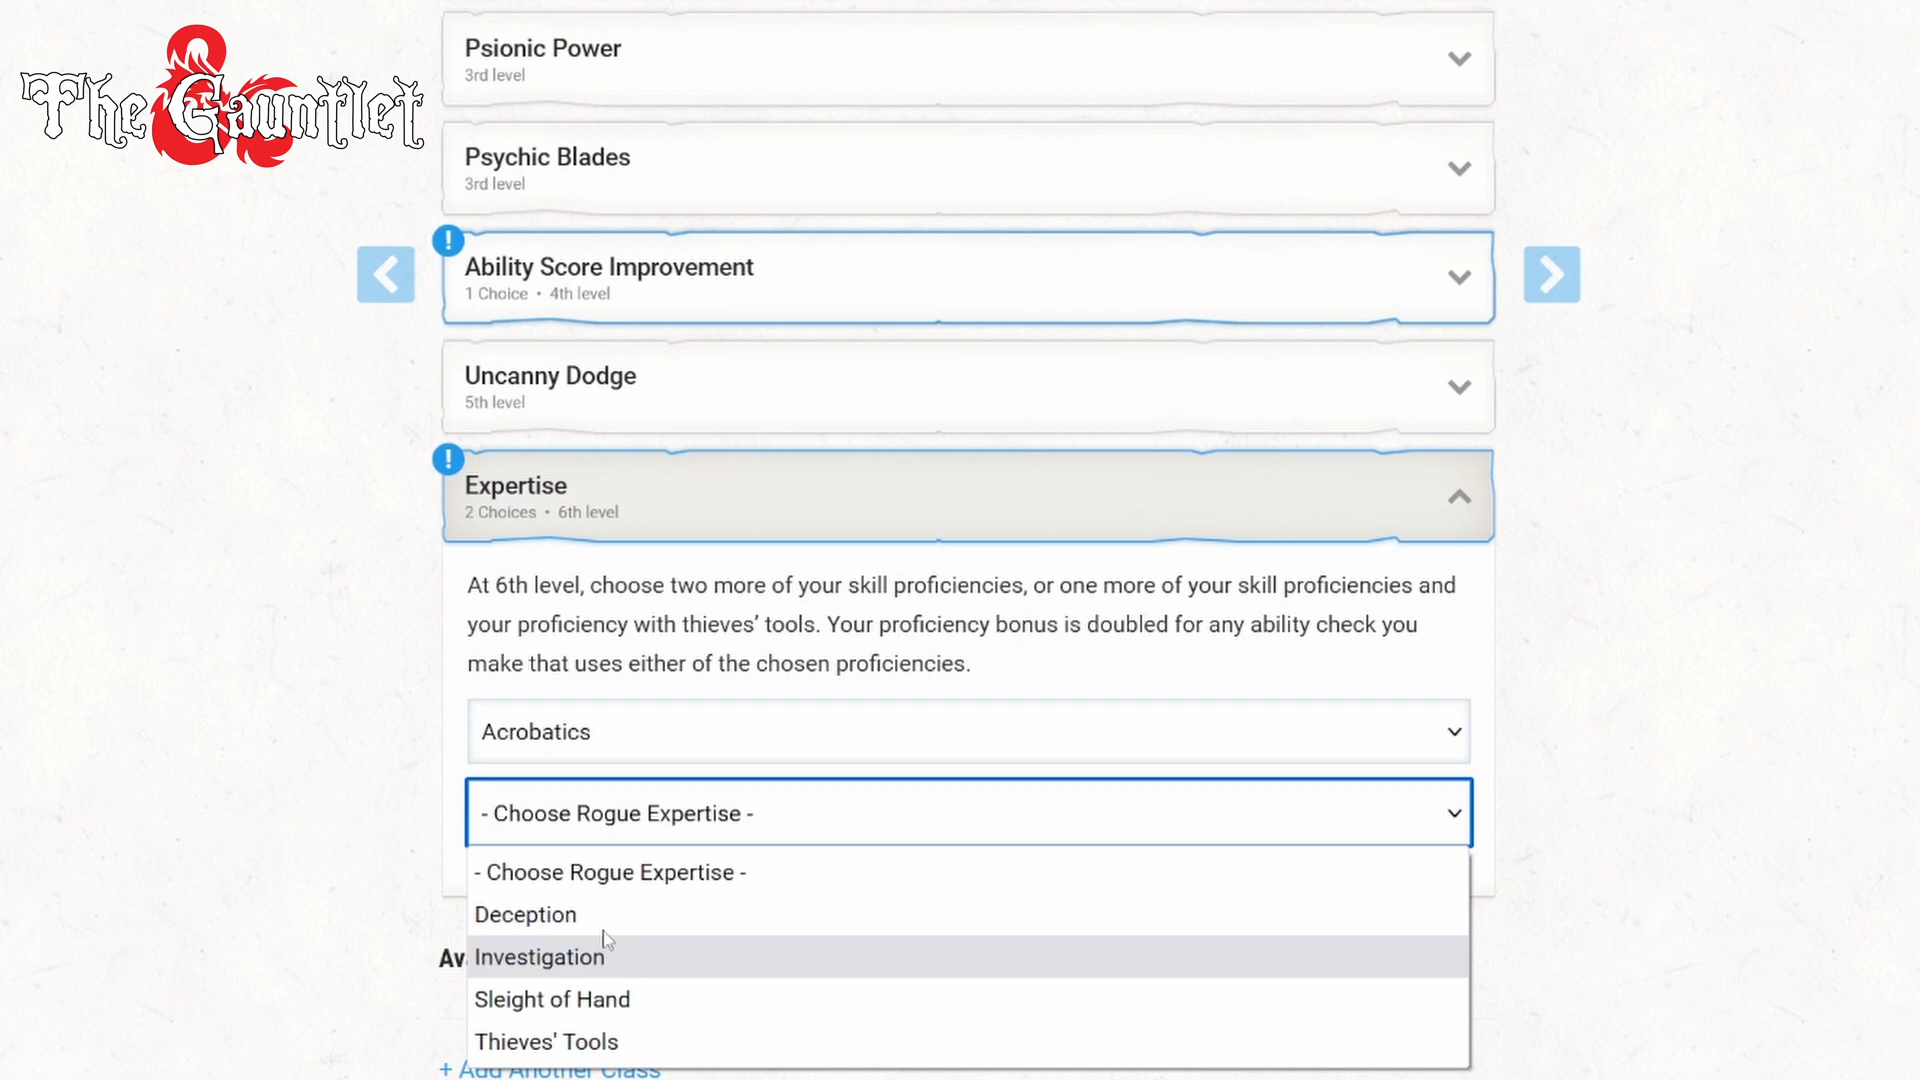 The Gauntlet
Psionic Power
3rd level
Psychic Blades
3rd level
!
Ability Score Improvement
1 Choice • 4th level
Uncanny Dodge
5th level
!
Expertise
2 Choices • 6th level
At 6th level, choose two more of your skill proficiencies, or one more of your skill proficiencies and
your proficiency with thieves’ tools. Your proficiency bonus is doubled for any ability check you
make that uses either of the chosen proficiencies.
Acrobatics
- Choose Rogue Expertise -
- Choose Rogue Expertise -
Deception
Investigation
Sleight of Hand
Thieves' Tools
+ Add Another Class